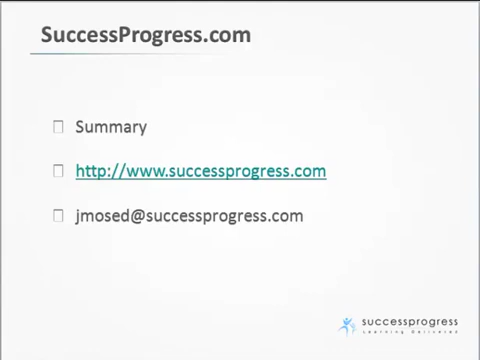 SuccessProgress.com
Summary
http://www.successprogress.com
jmosed@successprogress.com
successprogress
Learning Delivered